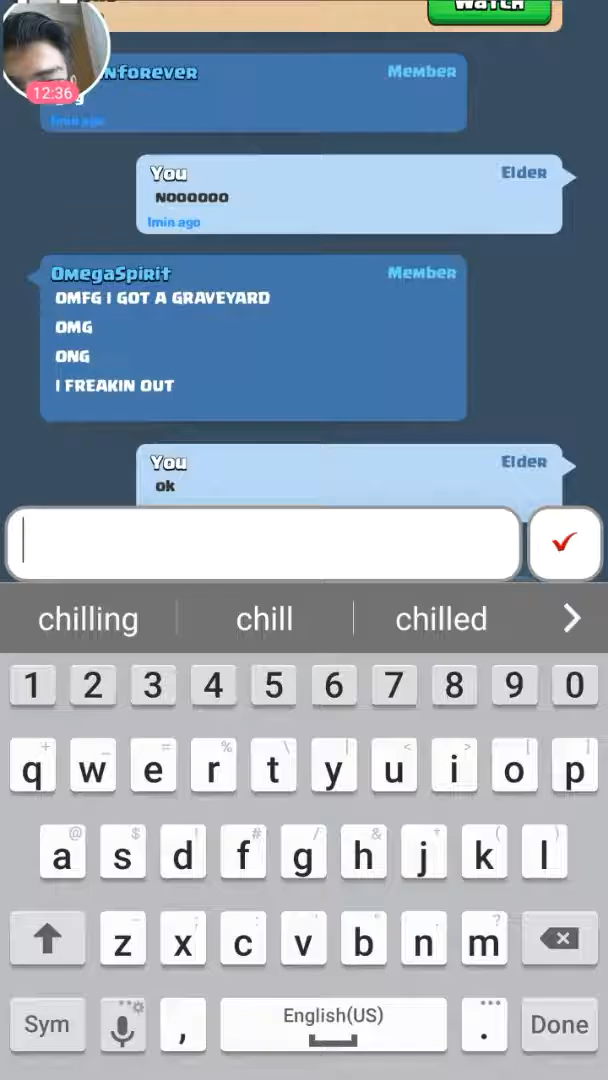 WATCH
nforever
Member
1min ago
You
Elder
NOOOOOO
1min ago
OmegaSpirit
Member
OMFG I GOT A GRAVEYARD
OMG
ONG
I FREAKIN OUT
You
Elder
ok
12:36
chilling
chill
chilled
1 2 3 4 5 6 7 8 9 0
q w e r t y u i o p
a s d f g h j k l
z x c v b n m
Sym , English(US) . Done